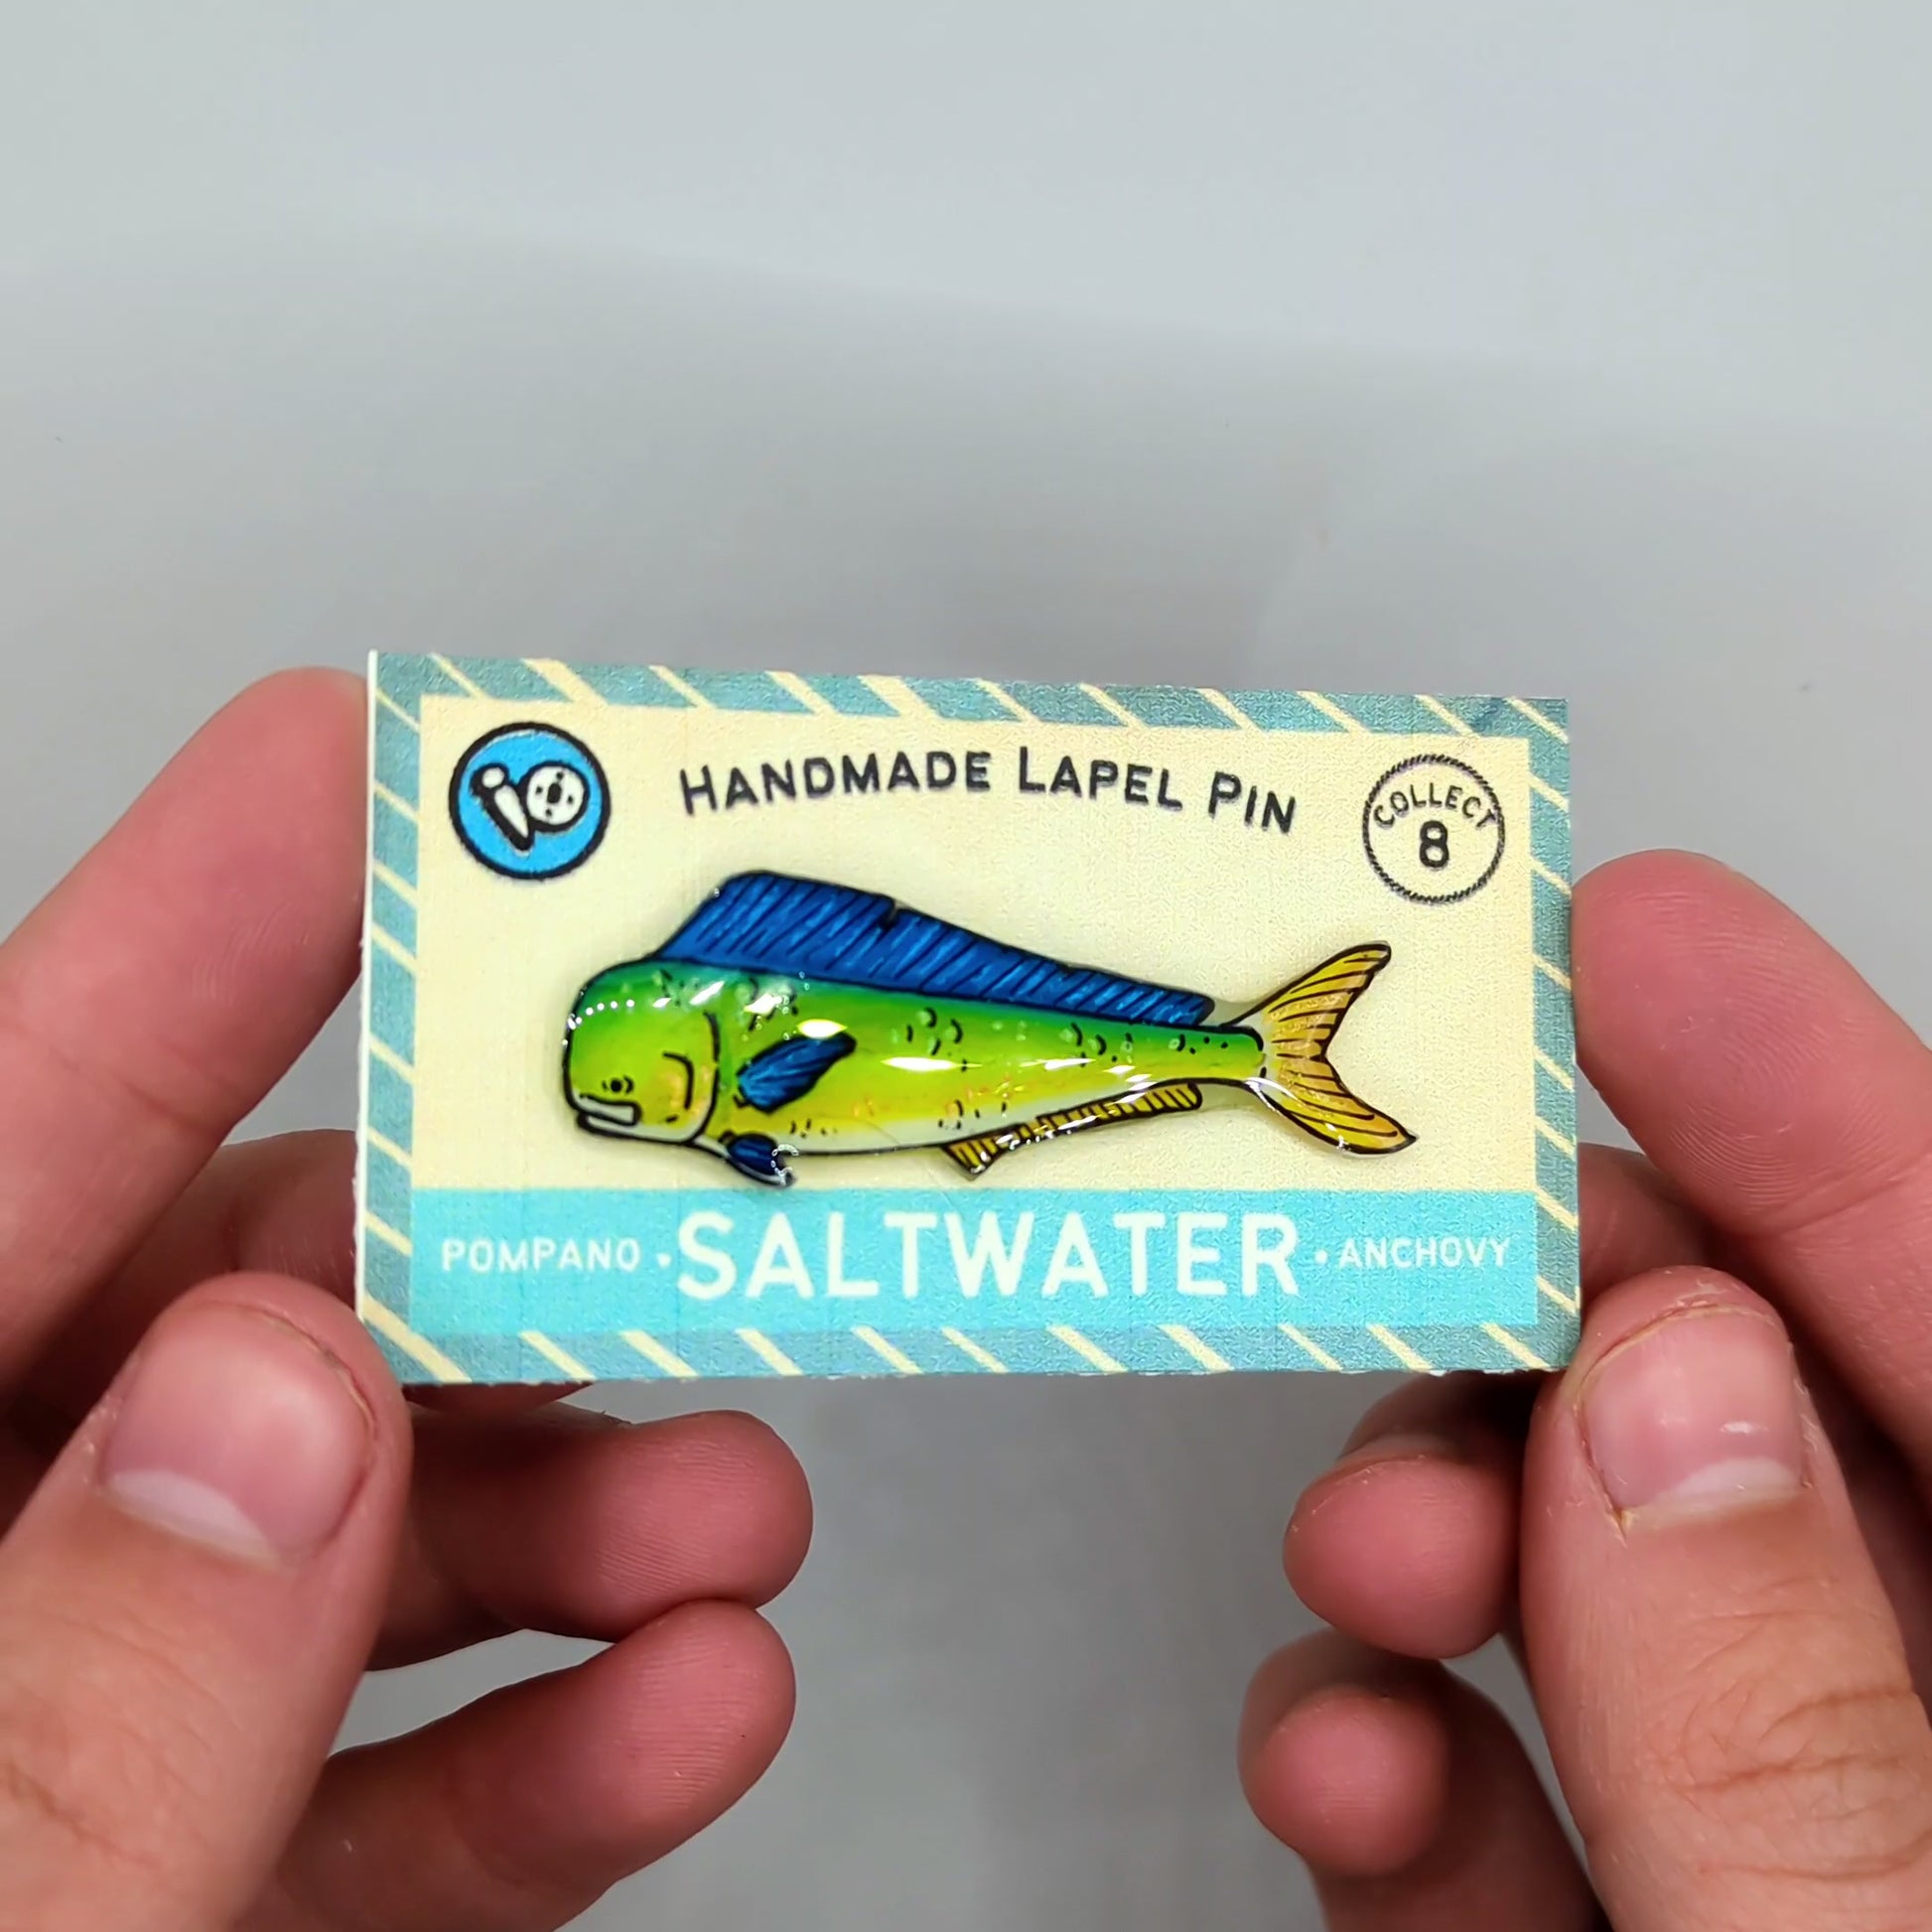 HANDMADE LAPEL PIN
COLLECT
8
POMPANO • SALTWATER • ANCHOVY